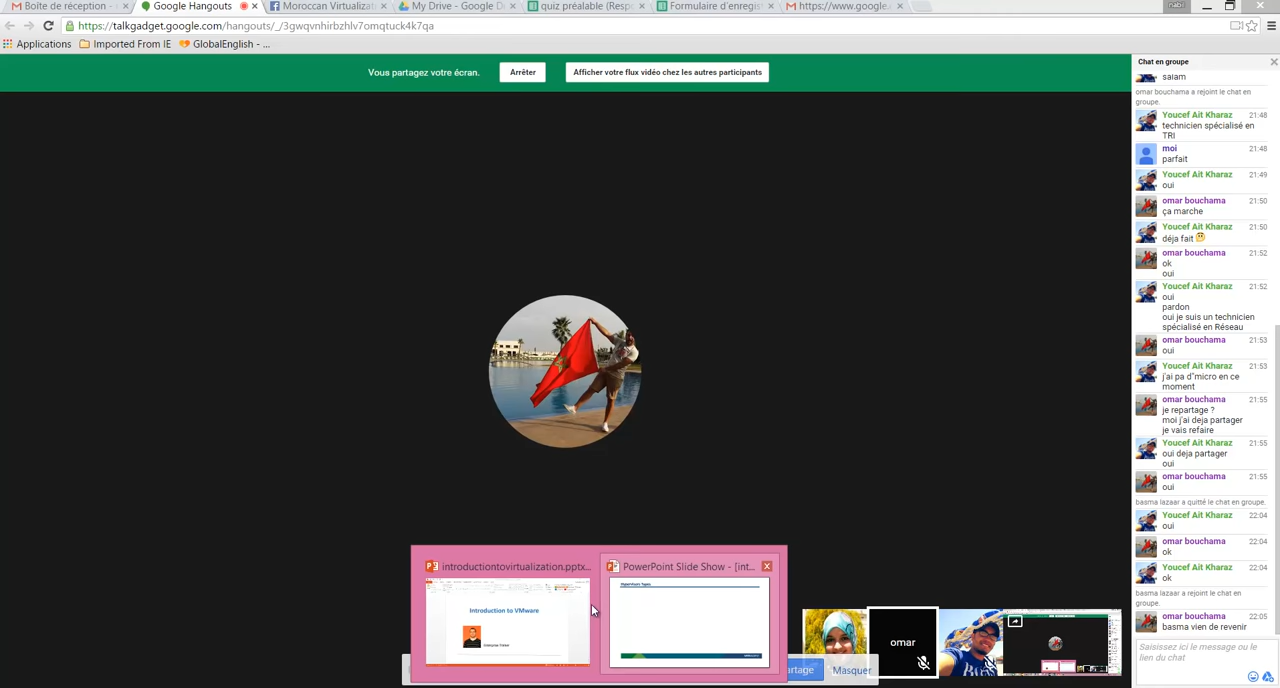 Boîte de réception -
Google Hangouts
Moroccan Virtualizat
My Drive - Google D
quiz préalable (Resp
Formulaire d'enregist
https://www.google.
nabi
https://talkgadget.google.com/hangouts/_/3gwqvnhirbzhlv7omqtuck4k7qa
Applications
Imported From IE
GlobalEnglish - ...
Vous partagez votre écran.
Arrêter
Afficher votre flux vidéo chez les autres participants
Chat en groupe
salam
omar bouchama a rejoint le chat en
groupe.
Youcef Ait Kharaz 21:48
technicien spécialisé en
TRI
moi 21:48
parfait
Youcef Ait Kharaz 21:49
oui
omar bouchama 21:50
ça marche
Youcef Ait Kharaz 21:50
déja fait
omar bouchama 21:52
ok
oui
Youcef Ait Kharaz 21:52
oui
pardon
oui je suis un technicien
spécialisé en Réseau
omar bouchama 21:53
oui
Youcef Ait Kharaz 21:53
j'ai pa d"micro en ce
moment
omar bouchama 21:55
je repartage ?
moi j'ai deja partager
je vais refaire
Youcef Ait Kharaz 21:55
oui deja partager
oui
omar bouchama 21:55
oui
basma lazaar a quitté le chat en groupe.
Youcef Ait Kharaz 22:04
oui
omar bouchama 22:04
ok
Youcef Ait Kharaz 22:04
ok
basma lazaar a rejoint le chat en
groupe.
omar bouchama 22:05
basma vien de revenir
Saisissez ici le message ou le
lien du chat
introductiontovirtualization.pptx...
PowerPoint Slide Show - [int...
Introduction to VMware
Hypervisors Types
omar
artage
Masquer